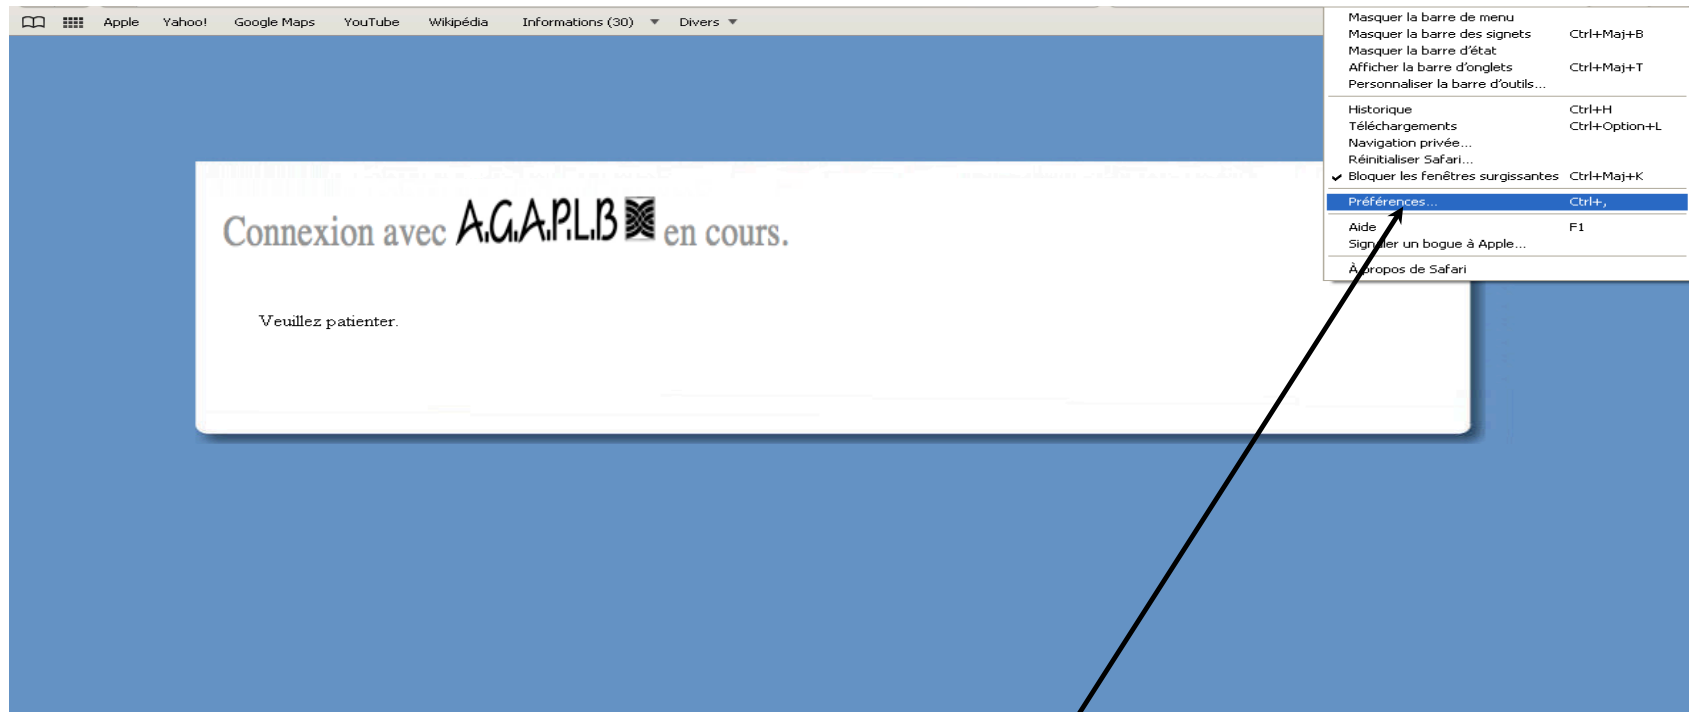 Apple Yahoo! Google Maps YouTube Wikipédia Informations (30) Divers
Masquer la barre de menu
Masquer la barre des signets Ctrl+Maj+B
Masquer la barre d'état
Afficher la barre d'onglets Ctrl+Maj+T
Personnaliser la barre d'outils...
Historique Ctrl+H
Téléchargements Ctrl+Option+L
Navigation privée...
Réinitialiser Safari...
Bloquer les fenêtres surgissantes Ctrl+Maj+K
Préférences... Ctrl+,
Aide F1
Signaler un bogue à Apple...
À propos de Safari
Connexion avec A.G.A.P.L.B en cours.
Veuillez patienter.